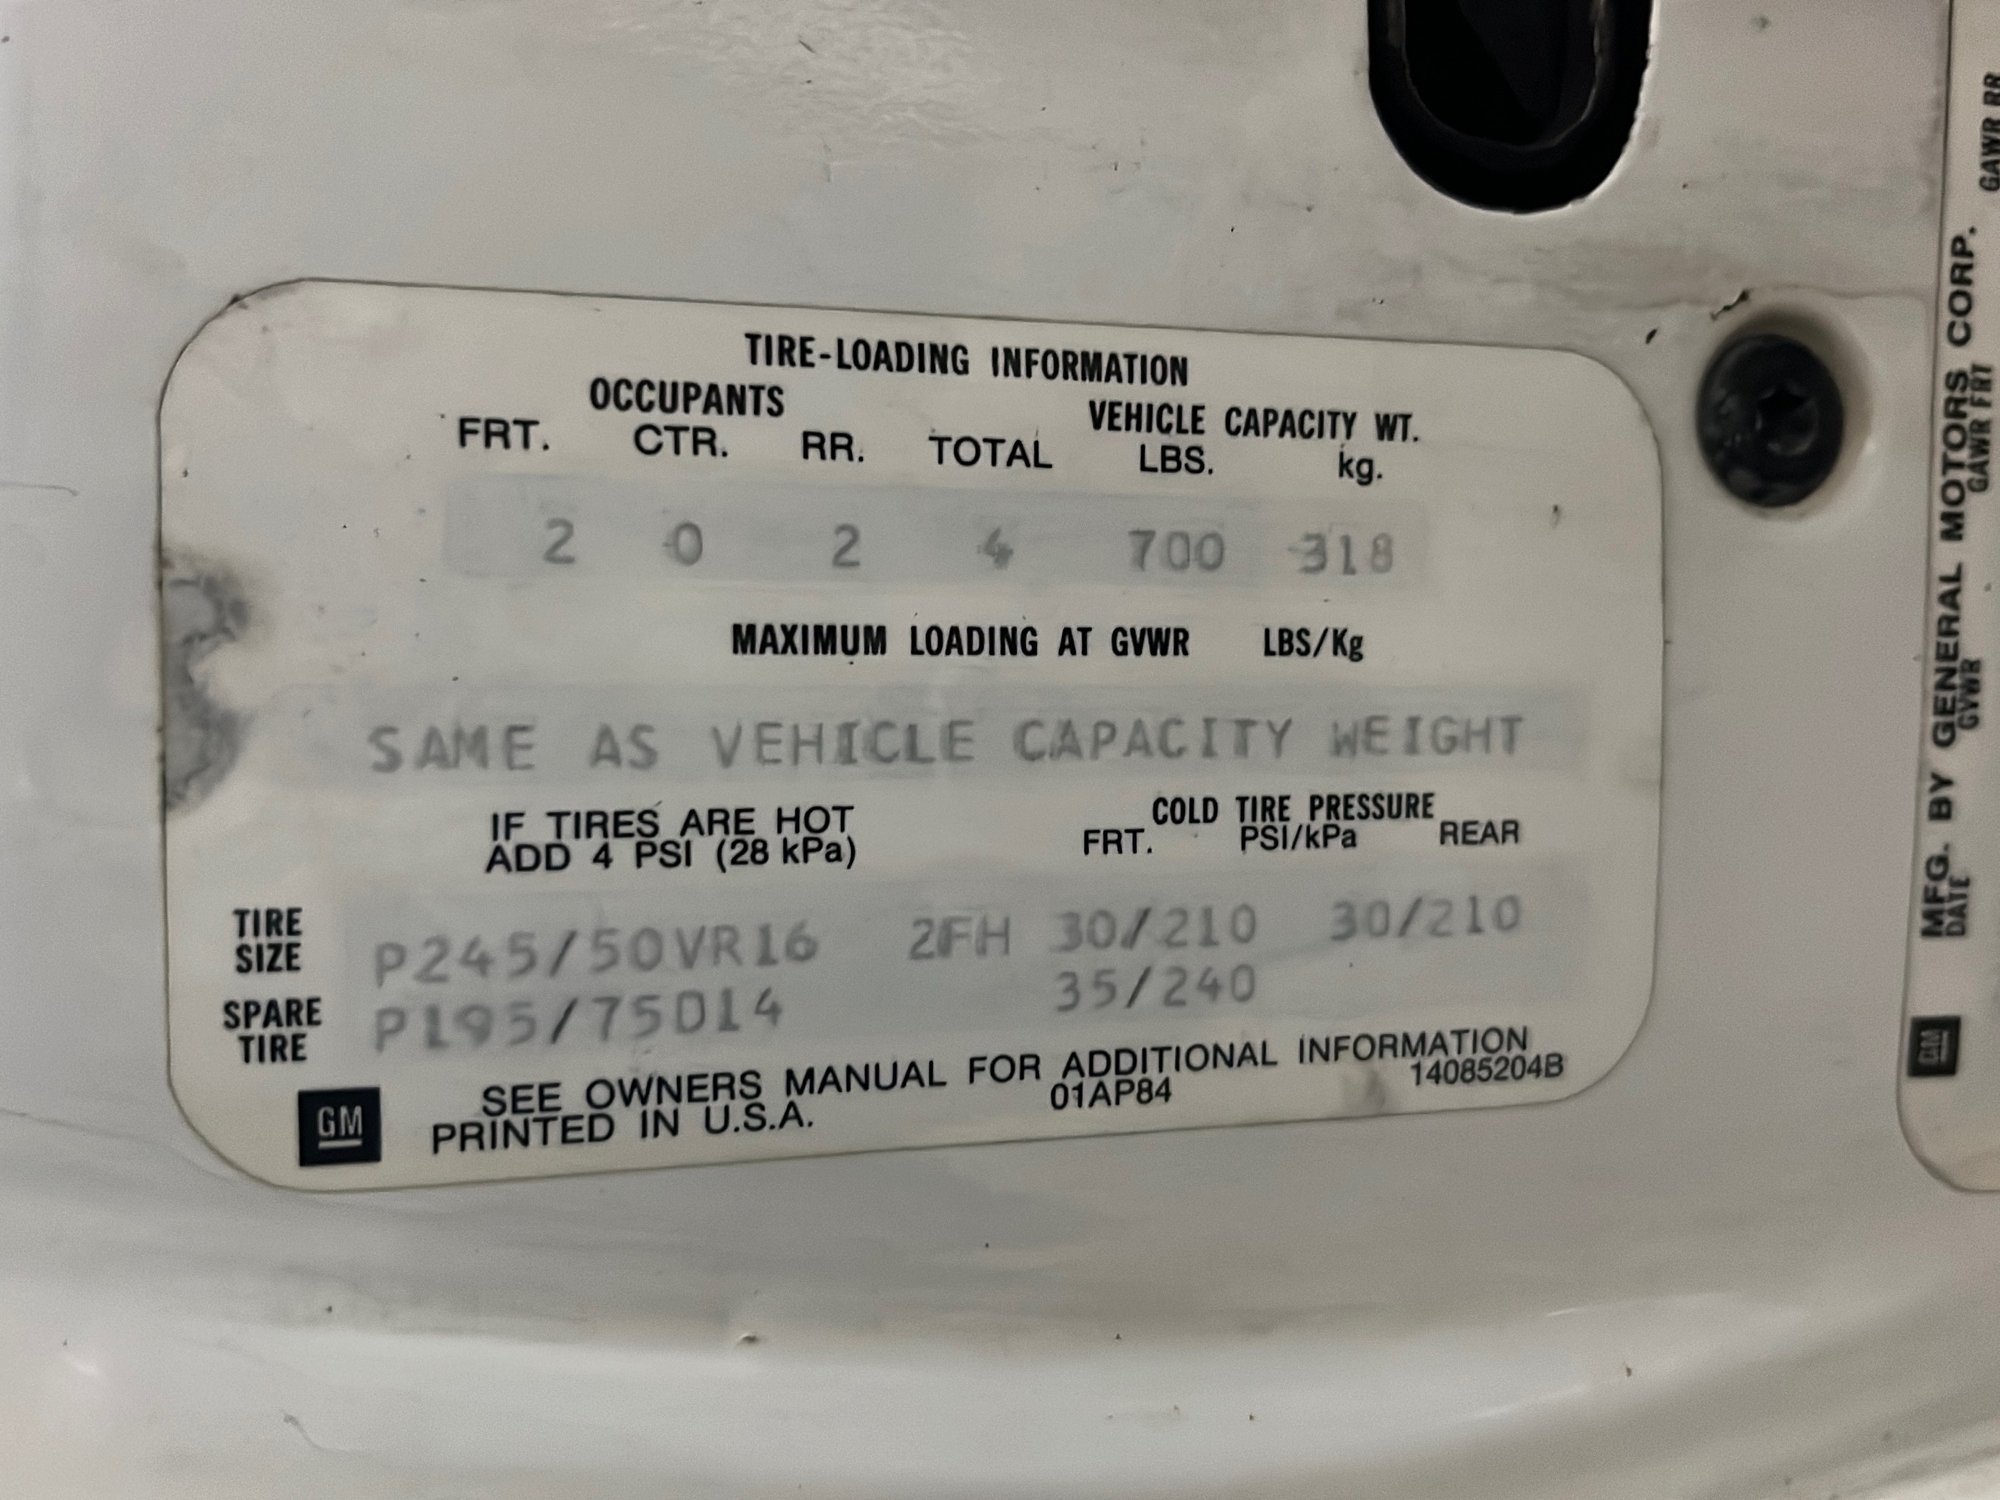 TIRE-LOADING INFORMATION
OCCUPANTS VEHICLE CAPACITY WT.
FRT. CTR. RR. TOTAL LBS. kg.
2 0 2 4 700 318
MAXIMUM LOADING AT GVWR LBS/Kg
SAME AS VEHICLE CAPACITY WEIGHT
IF TIRES ARE HOT COLD TIRE PRESSURE
ADD 4 PSI (28 kPa) FRT. PSI/kPa REAR
TIRE SIZE P245/50VR16 2FH 30/210 30/210
SPARE TIRE P195/75D14 35/240
SEE OWNERS MANUAL FOR ADDITIONAL INFORMATION
GM PRINTED IN U.S.A. 01AP84 14085204B
MFG. BY GENERAL MOTORS CORP.
DATE GVWR GAWR FRT GAWR RR
GM